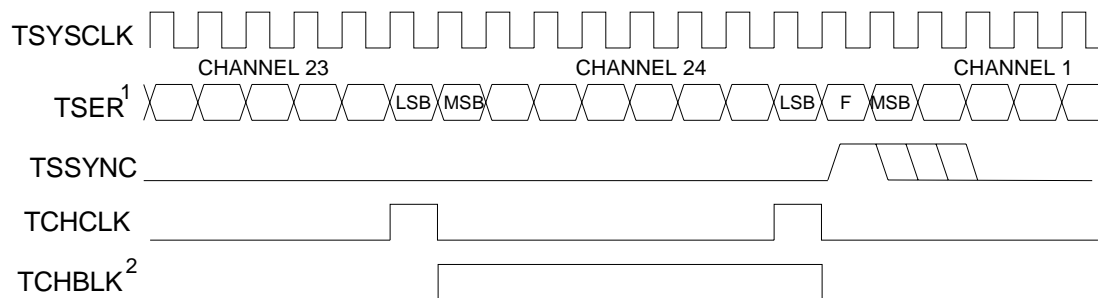 TSYSCLK
CHANNEL 23 CHANNEL 24 CHANNEL 1
TSER1 LSB MSB LSB F MSB
TSSYNC
TCHCLK
TCHBLK2